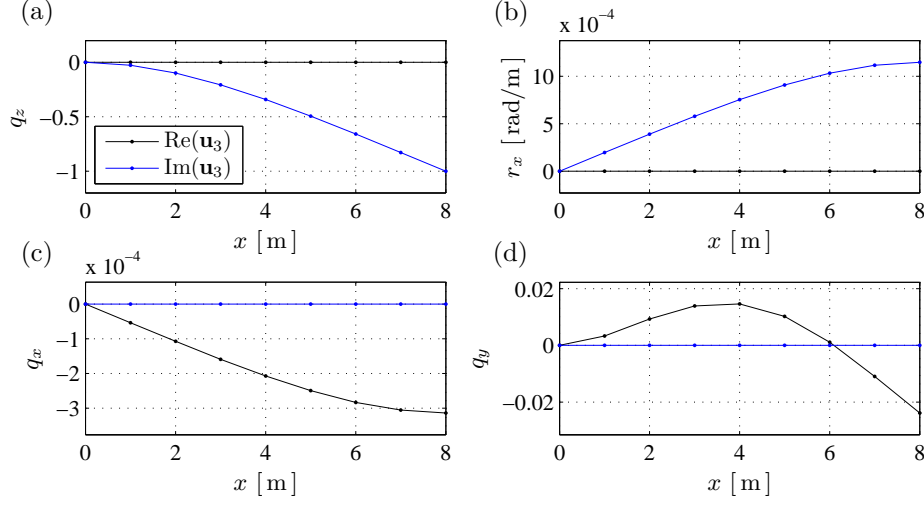 (a)
0
−0.5
−1
q_z
Re(u₃)
Im(u₃)
0 2 4 6 8
x [ m ]
(b)
x 10⁻⁴
10
5
0
r_x [ rad/m ]
0 2 4 6 8
x [ m ]
(c)
x 10⁻⁴
0
−1
−2
−3
q_x
0 2 4 6 8
x [ m ]
(d)
0.02
0
−0.02
q_y
0 2 4 6 8
x [ m ]